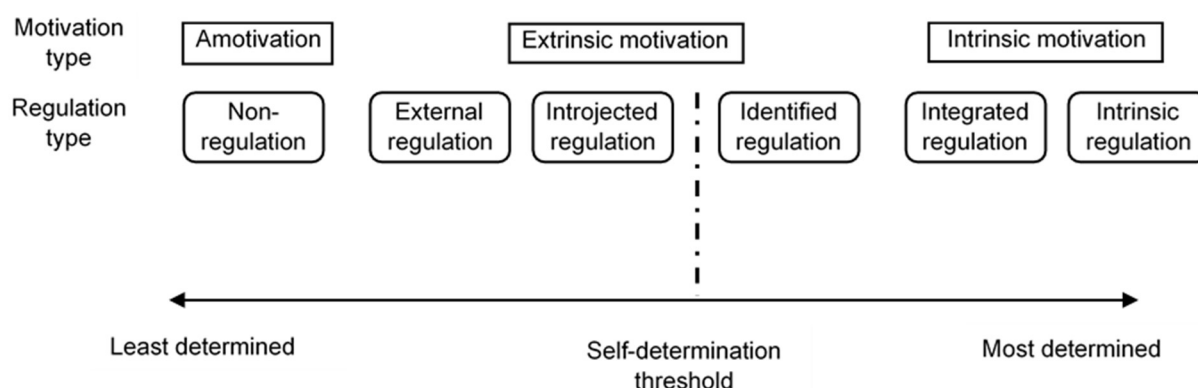 Motivation
type
Amotivation
Extrinsic motivation
Intrinsic motivation
Regulation
type
Non-
regulation
External
regulation
Introjected
regulation
Identified
regulation
Integrated
regulation
Intrinsic
regulation
Least determined
Self-determination
threshold
Most determined